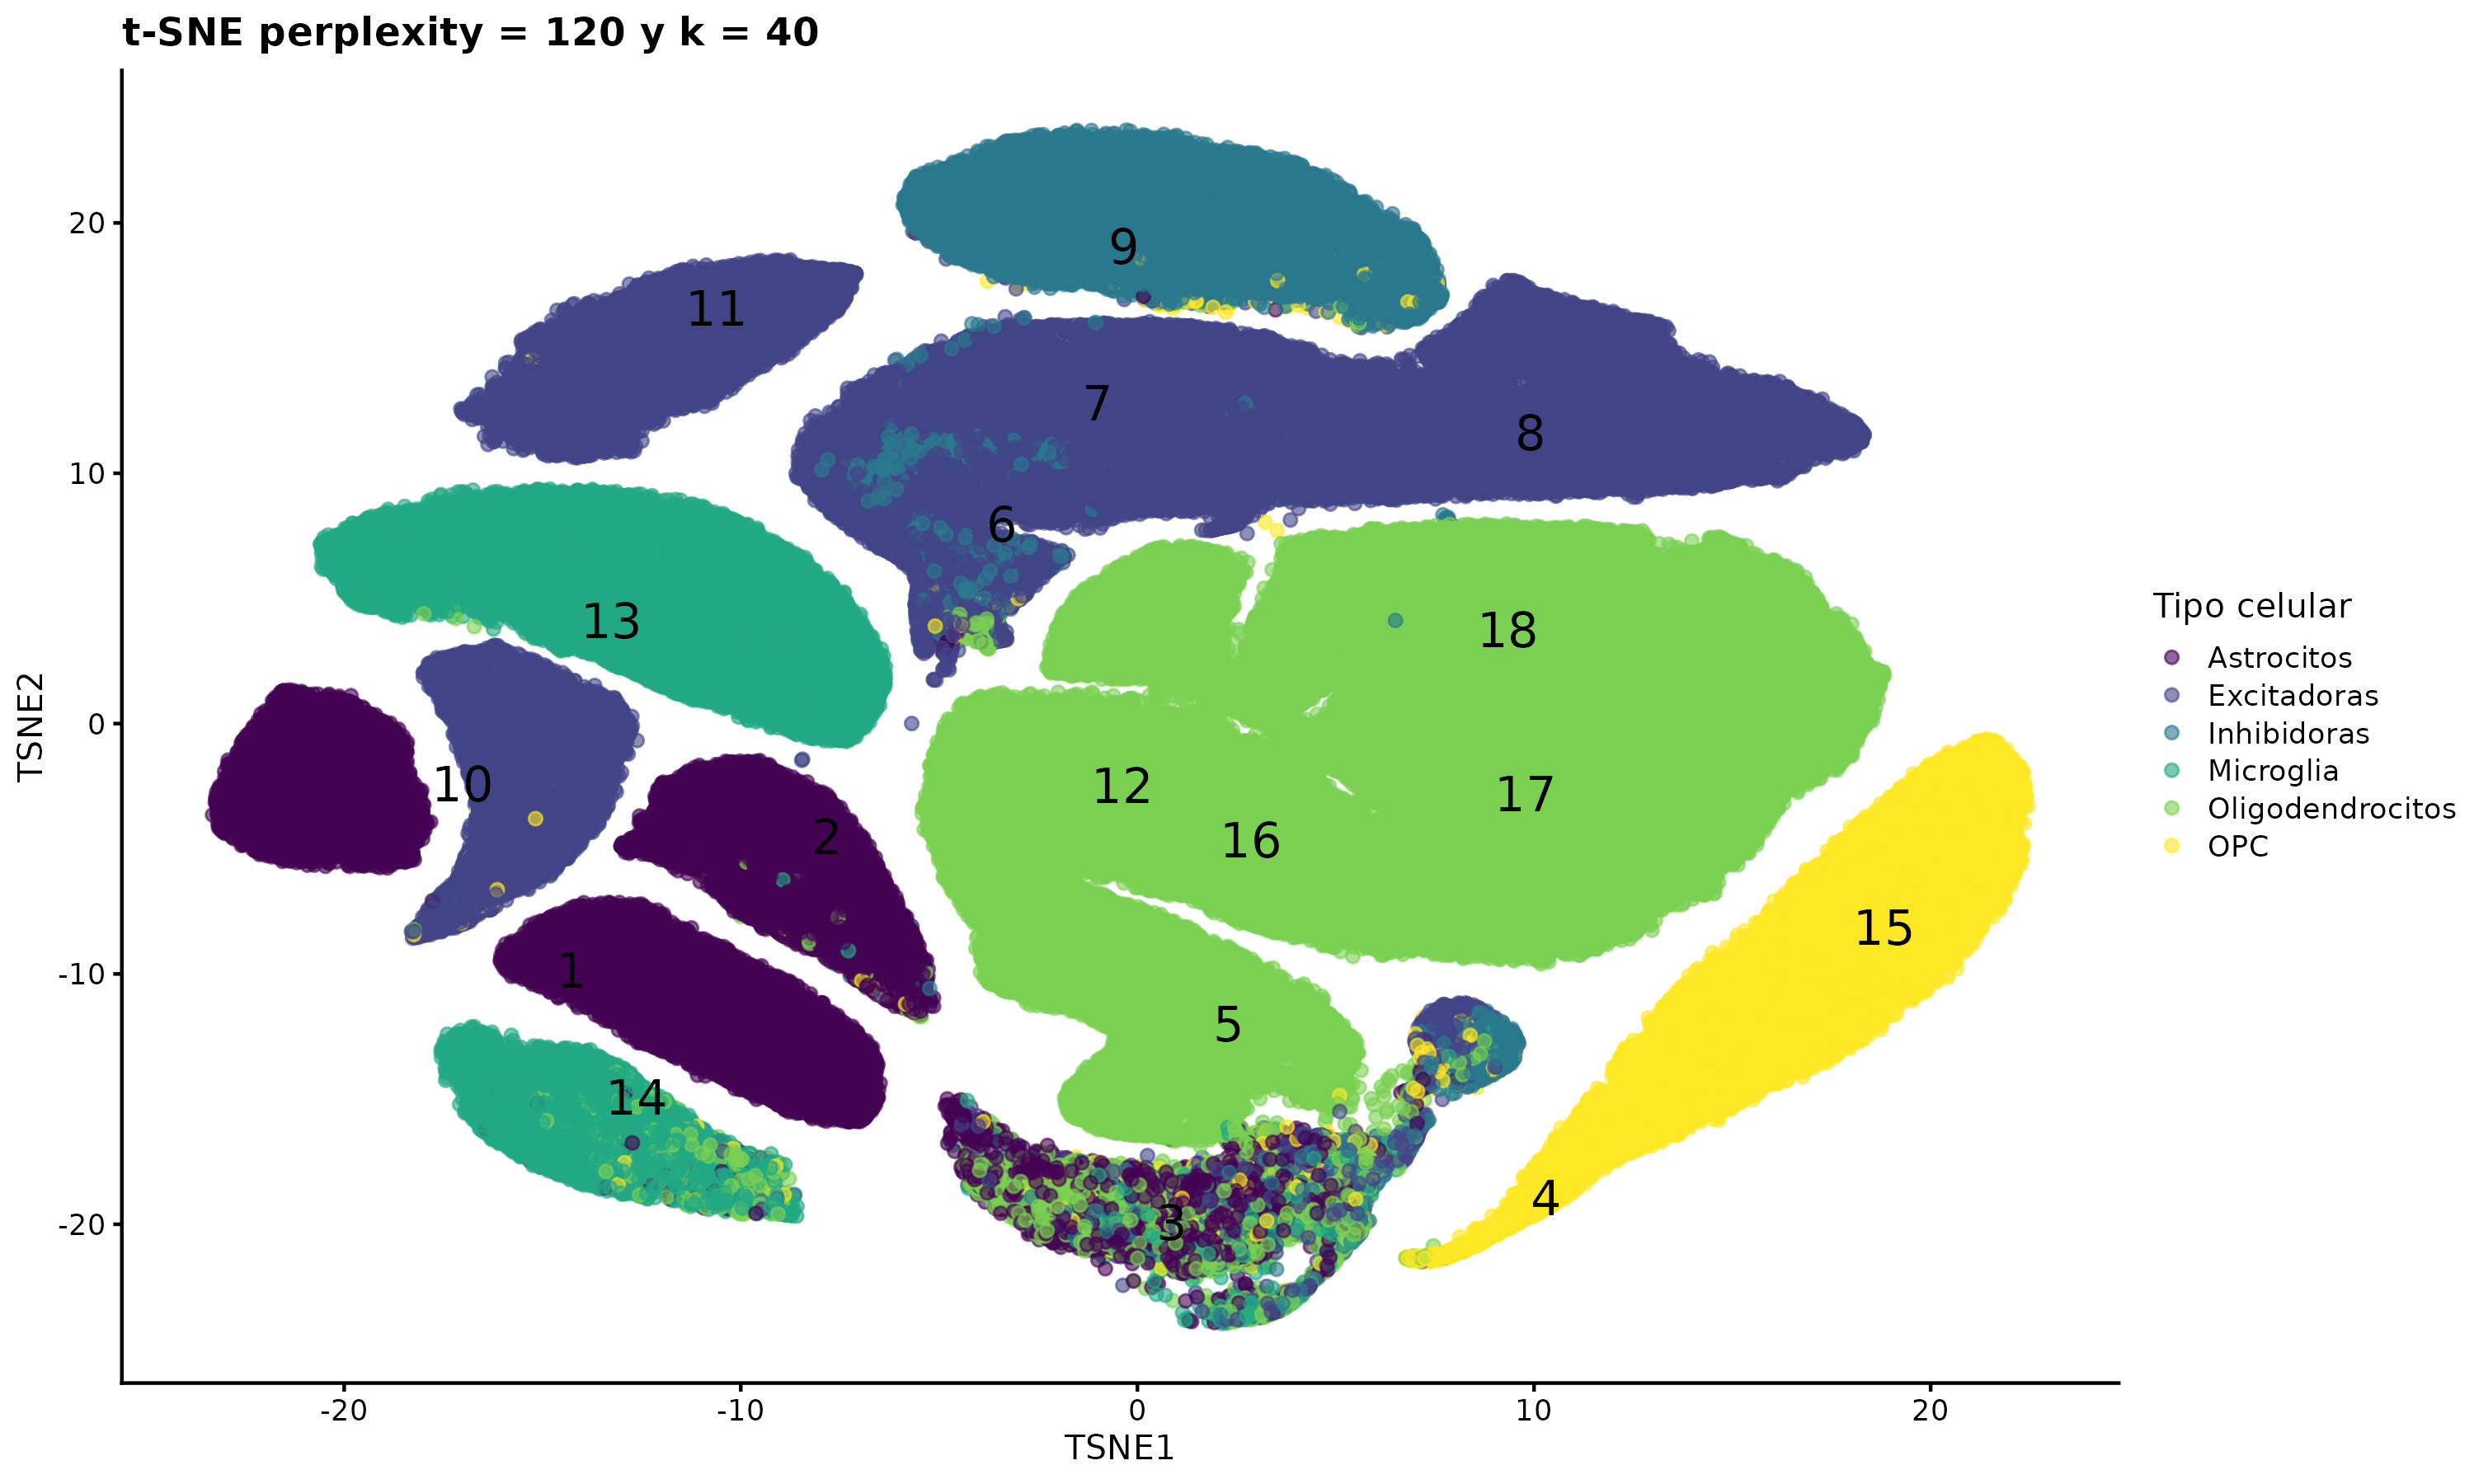 t-SNE perplexity = 120 y k = 40
TSNE2
20
10
0
-10
-20
9
11
7
8
6
13
18
10
2
12
17
16
15
1
5
14
4
3
-20
-10
0
10
20
TSNE1
Tipo celular
Astrocitos
Excitadoras
Inhibidoras
Microglia
Oligodendrocitos
OPC